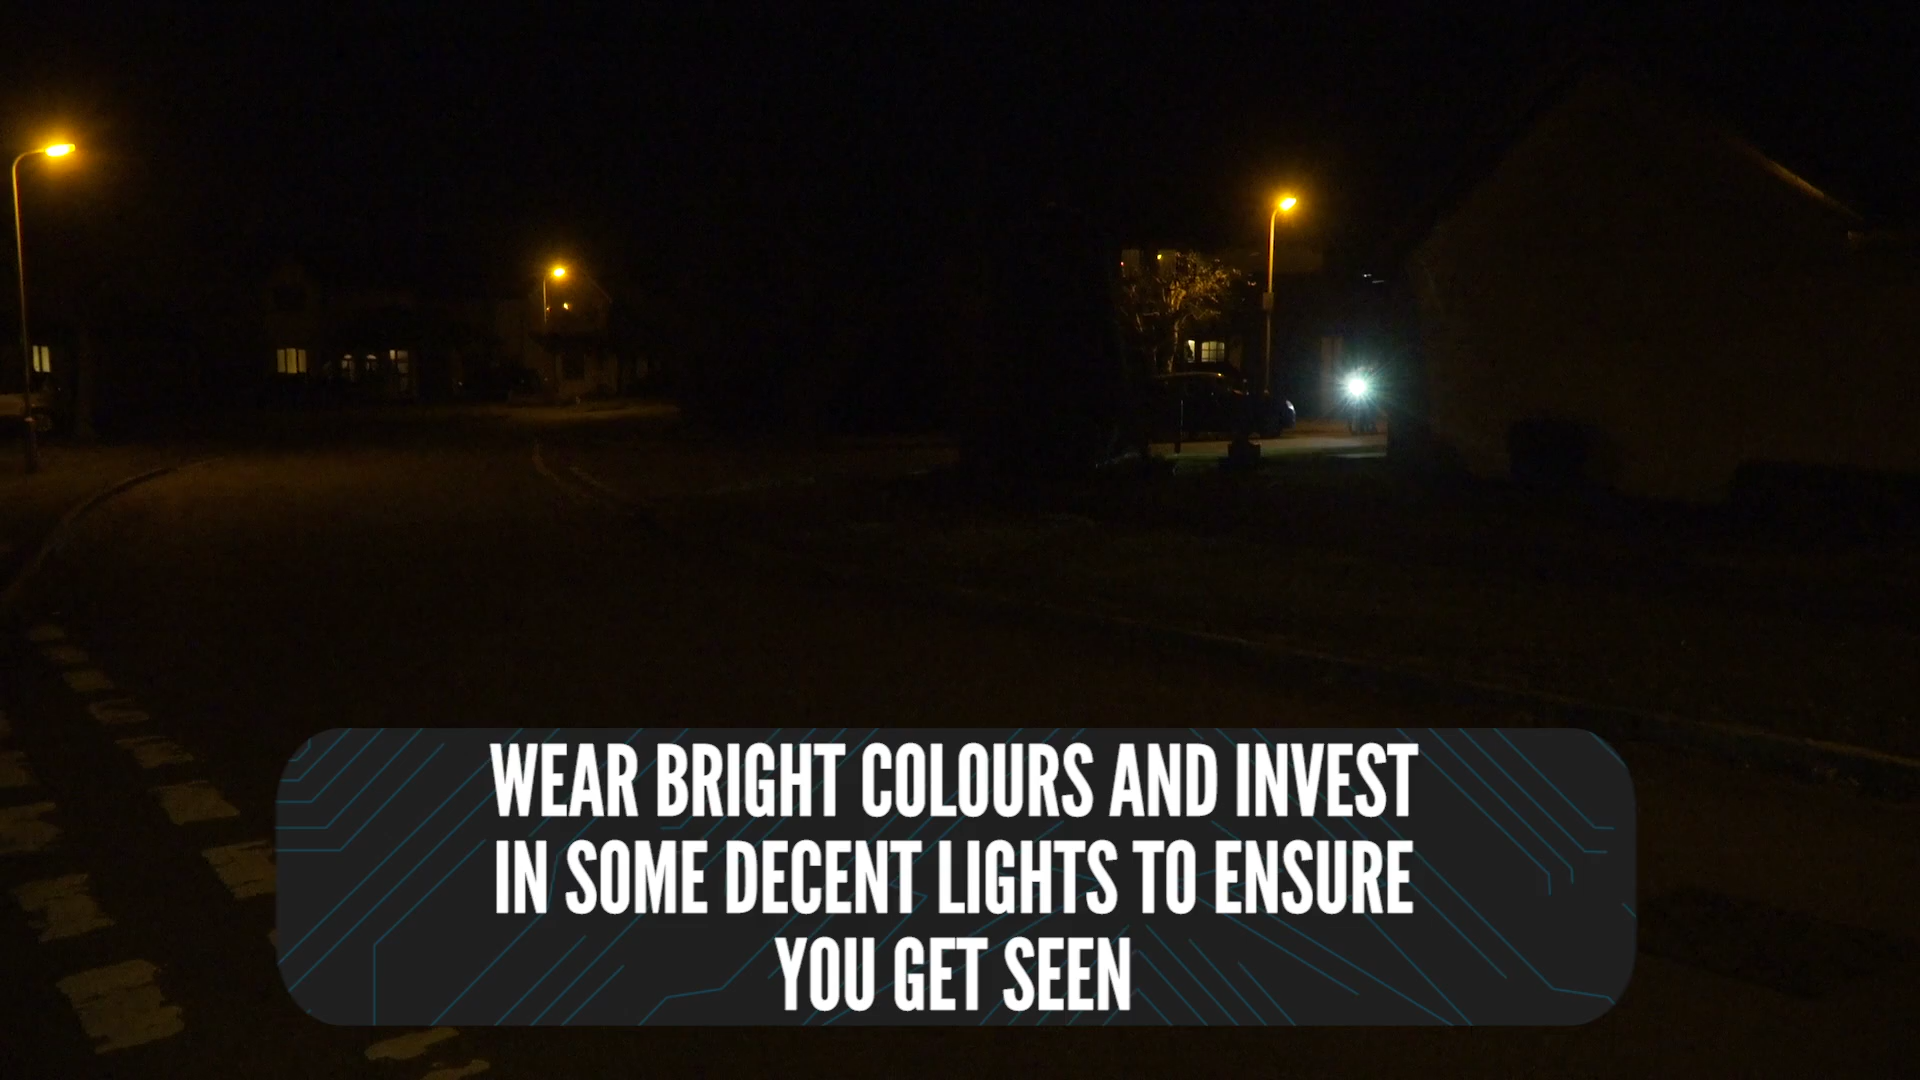 WEAR BRIGHT COLOURS AND INVEST
IN SOME DECENT LIGHTS TO ENSURE
YOU GET SEEN